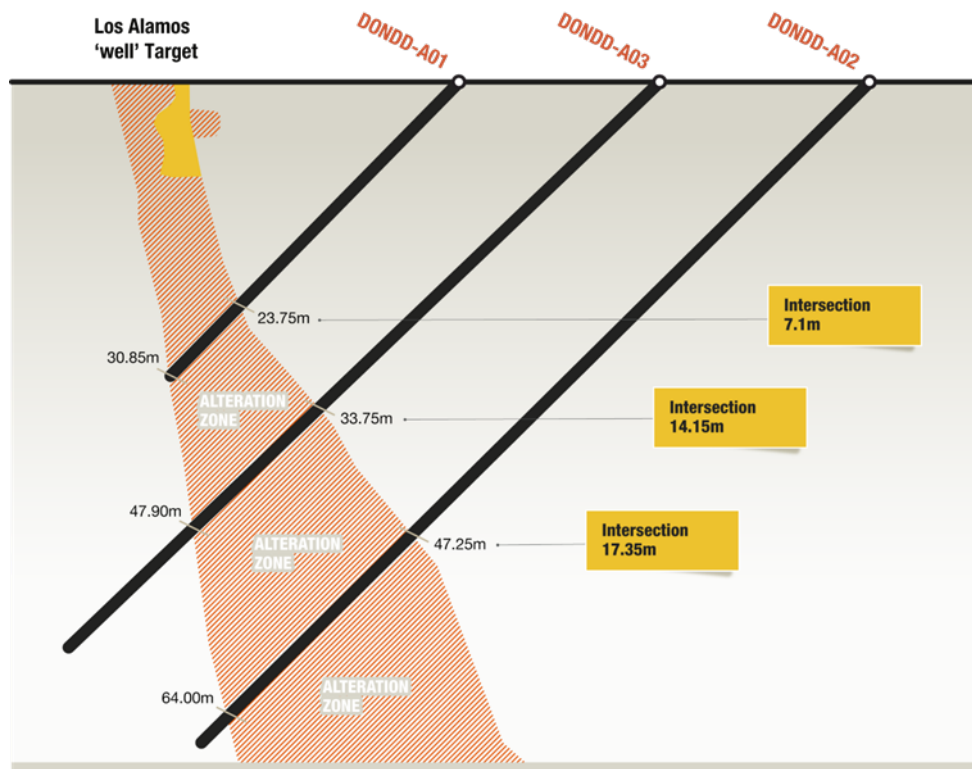 Los Alamos
‘well’ Target
DONDD-A01
DONDD-A03
DONDD-A02
23.75m
Intersection
7.1m
30.85m
ALTERATION
ZONE
33.75m
Intersection
14.15m
47.90m
ALTERATION
ZONE
47.25m
Intersection
17.35m
64.00m
ALTERATION
ZONE